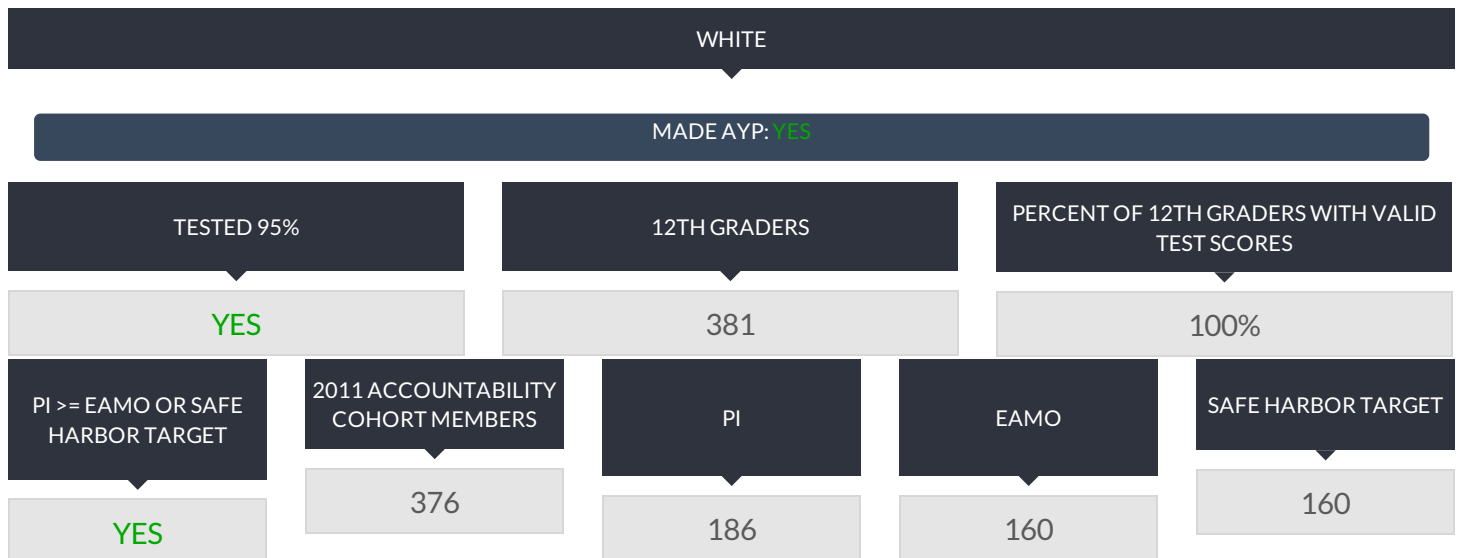 WHITE
MADE AYP: YES
TESTED 95%
12TH GRADERS
PERCENT OF 12TH GRADERS WITH VALID
TEST SCORES
YES
381
100%
PI >= EAMO OR SAFE
HARBOR TARGET
2011 ACCOUNTABILITY
COHORT MEMBERS
PI
EAMO
SAFE HARBOR TARGET
YES
376
186
160
160